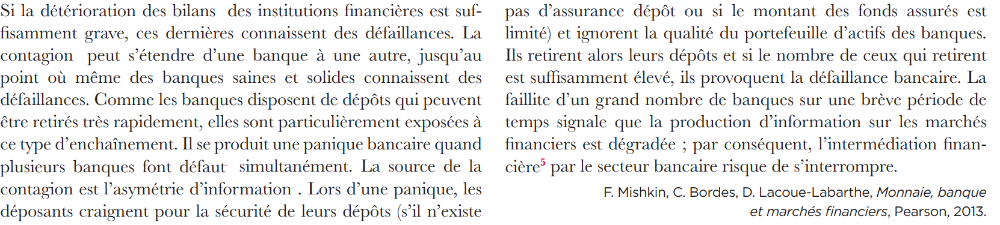 Si la détérioration des bilans des institutions financières est suf-
fisamment grave, ces dernières connaissent des défaillances. La
contagion peut s'étendre d'une banque à une autre, jusqu'au
point où même des banques saines et solides connaissent des
défaillances. Comme les banques disposent de dépôts qui peuvent
être retirés très rapidement, elles sont particulièrement exposées à
ce type d'enchaînement. Il se produit une panique bancaire quand
plusieurs banques font défaut simultanément. La source de la
contagion est l'asymétrie d'information . Lors d'une panique, les
déposants craignent pour la sécurité de leurs dépôts (s'il n'existe
pas d'assurance dépôt ou si le montant des fonds assurés est
limité) et ignorent la qualité du portefeuille d'actifs des banques.
Ils retirent alors leurs dépôts et si le nombre de ceux qui retirent
est suffisamment élevé, ils provoquent la défaillance bancaire. La
faillite d'un grand nombre de banques sur une brève période de
temps signale que la production d'information sur les marchés
financiers est dégradée ; par conséquent, l'intermédiation finan-
cière5 par le secteur bancaire risque de s'interrompre.
F. Mishkin, C. Bordes, D. Lacoue-Labarthe, Monnaie, banque
et marchés financiers, Pearson, 2013.